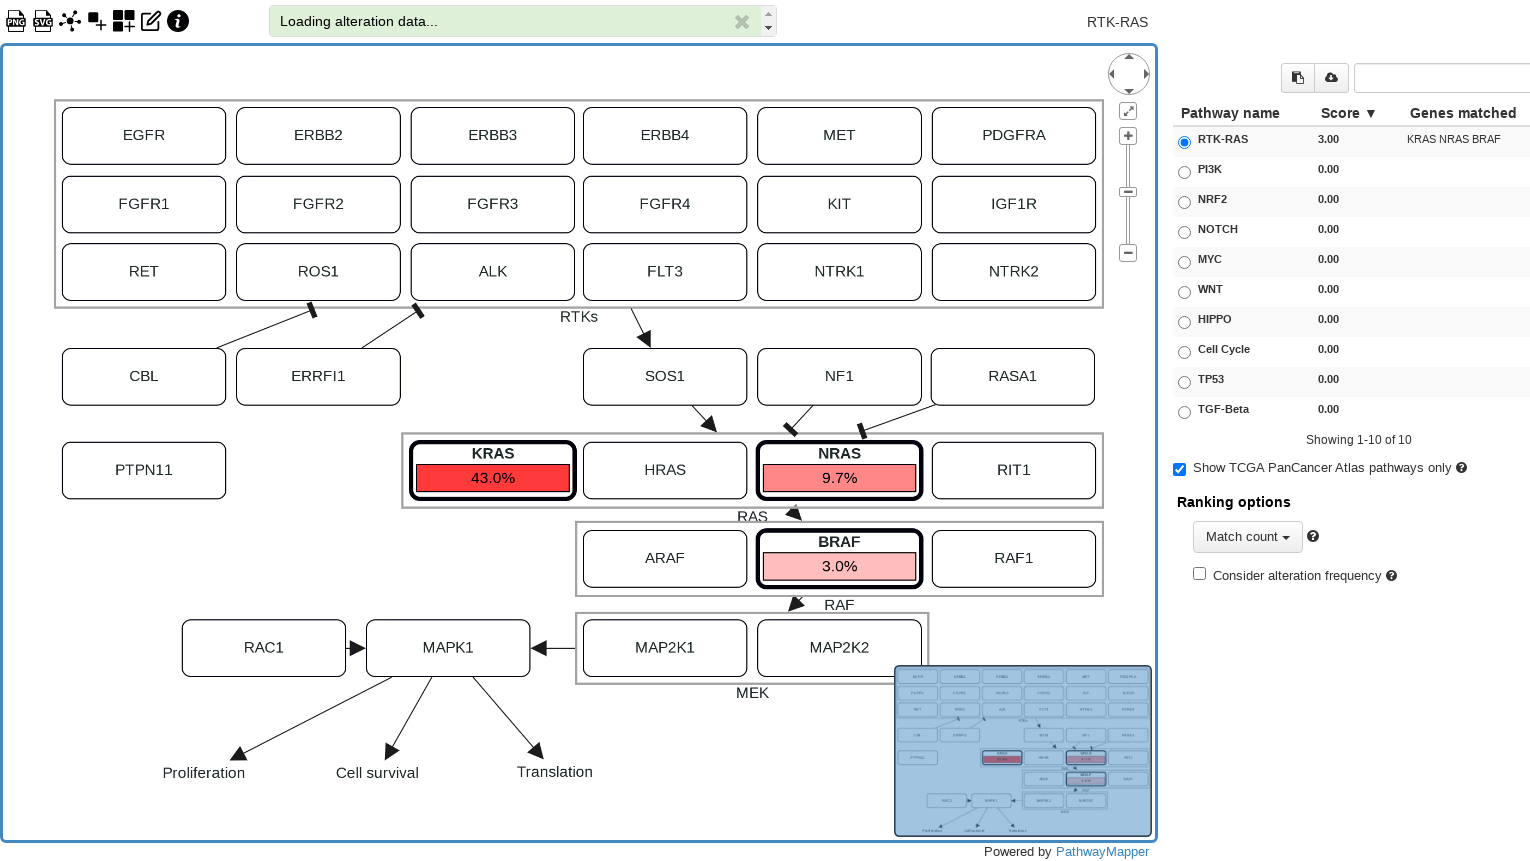 PNG SVG Loading alteration data... RTK-RAS
EGFR ERBB2 ERBB3 ERBB4 MET PDGFRA
FGFR1 FGFR2 FGFR3 FGFR4 KIT IGF1R
RET ROS1 ALK FLT3 NTRK1 NTRK2
RTKs
CBL ERRFI1 SOS1 NF1 RASA1
PTPN11 KRAS HRAS NRAS RIT1
43.0% 9.7%
RAS
ARAF BRAF RAF1
3.0%
RAF
RAC1 MAPK1 MAP2K1 MAP2K2
MEK
Proliferation Cell survival Translation
Powered by PathwayMapper
Pathway name Score ▼ Genes matched
RTK-RAS 3.00 KRAS NRAS BRAF
PI3K 0.00
NRF2 0.00
NOTCH 0.00
MYC 0.00
WNT 0.00
HIPPO 0.00
Cell Cycle 0.00
TP53 0.00
TGF-Beta 0.00
Showing 1-10 of 10
Show TCGA PanCancer Atlas pathways only
Ranking options
Match count
Consider alteration frequency